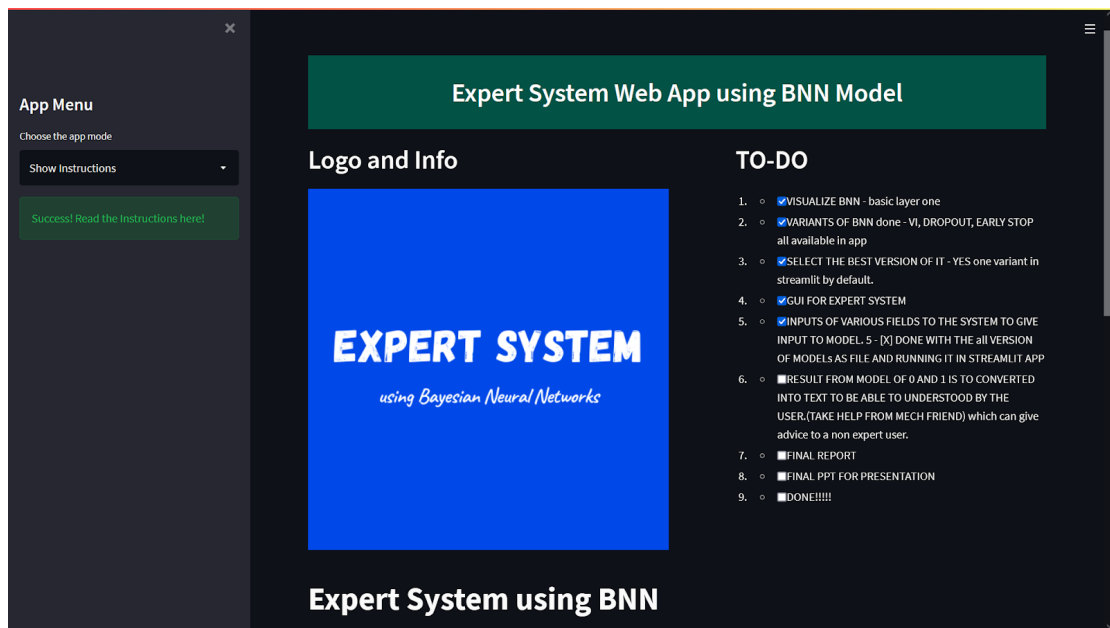 App Menu
Choose the app mode
Show Instructions
Success! Read the Instructions here!
Expert System Web App using BNN Model
Logo and Info
EXPERT SYSTEM
using Bayesian Neural Networks
TO-DO
1. VISUALIZE BNN - basic layer one
2. VARIANTS OF BNN done - VI, DROPOUT, EARLY STOP
all available in app
3. SELECT THE BEST VERSION OF IT - YES one variant in
streamlit by default.
4. GUI FOR EXPERT SYSTEM
5. INPUTS OF VARIOUS FIELDS TO THE SYSTEM TO GIVE
INPUT TO MODEL. 5 - [X] DONE WITH THE all VERSION
OF MODELs AS FILE AND RUNNING IT IN STREAMLIT APP
6. RESULT FROM MODEL OF 0 AND 1 IS TO CONVERTED
INTO TEXT TO BE ABLE TO UNDERSTOOD BY THE
USER.(TAKE HELP FROM MECH FRIEND) which can give
advice to a non expert user.
7. FINAL REPORT
8. FINAL PPT FOR PRESENTATION
9. DONE!!!!!
Expert System using BNN